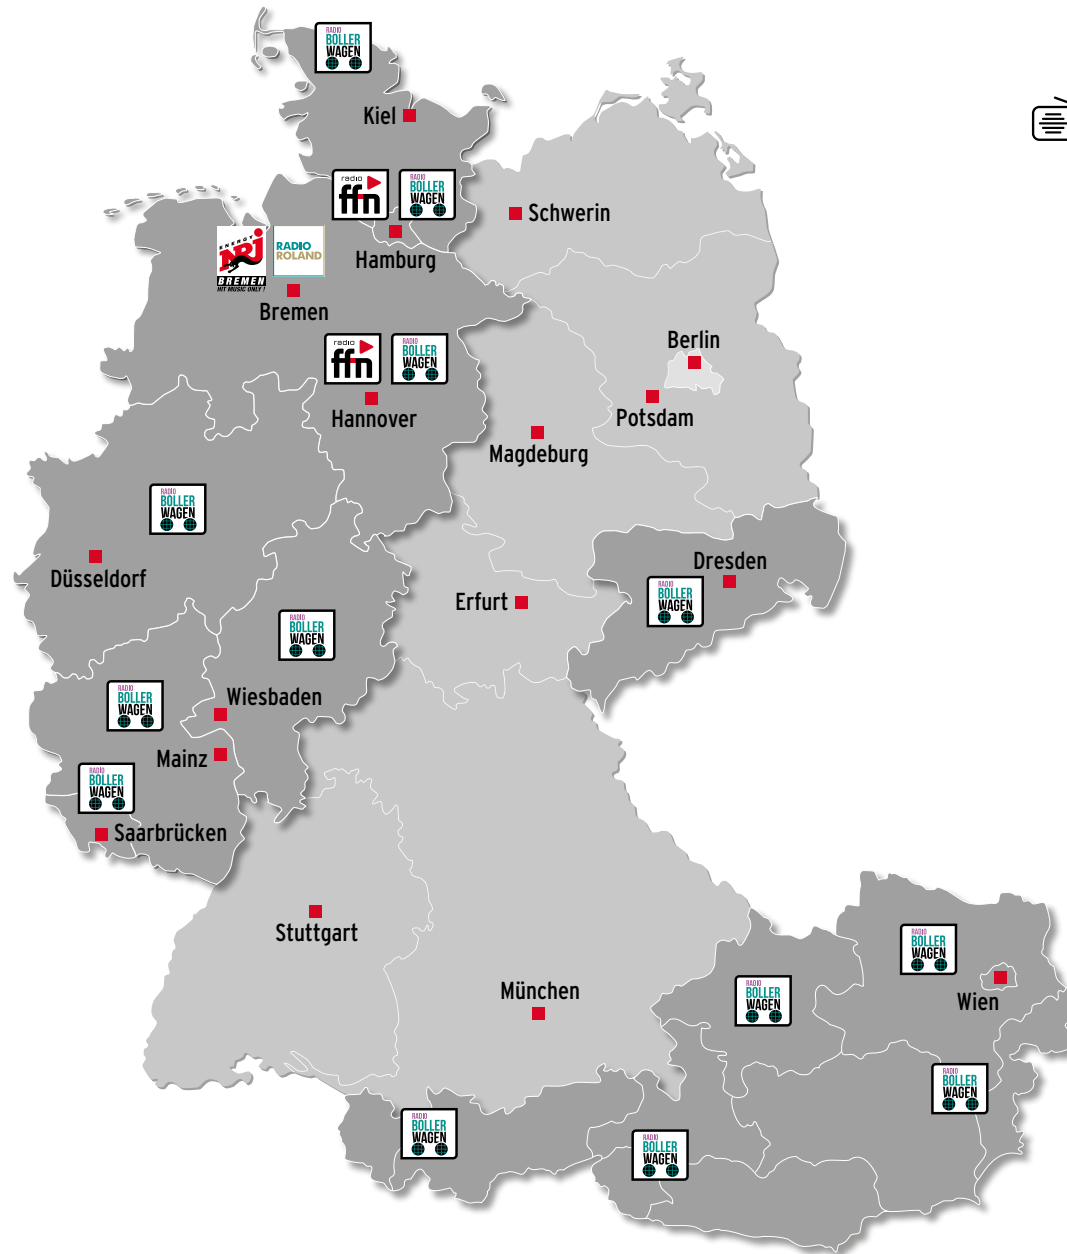 RADIO
BOLLER
WAGEN
Kiel
radio
ffn
RADIO
BOLLER
WAGEN
Schwerin
Hamburg
ENERGY
NRJ
BREMEN
HIT MUSIC ONLY !
RADIO
ROLAND
Bremen
radio
ffn
RADIO
BOLLER
WAGEN
Hannover
Berlin
Potsdam
Magdeburg
RADIO
BOLLER
WAGEN
Düsseldorf
Dresden
RADIO
BOLLER
WAGEN
Erfurt
RADIO
BOLLER
WAGEN
Wiesbaden
RADIO
BOLLER
WAGEN
Mainz
RADIO
BOLLER
WAGEN
Saarbrücken
Stuttgart
München
RADIO
BOLLER
WAGEN
Wien
RADIO
BOLLER
WAGEN
RADIO
BOLLER
WAGEN
RADIO
BOLLER
WAGEN
RADIO
BOLLER
WAGEN